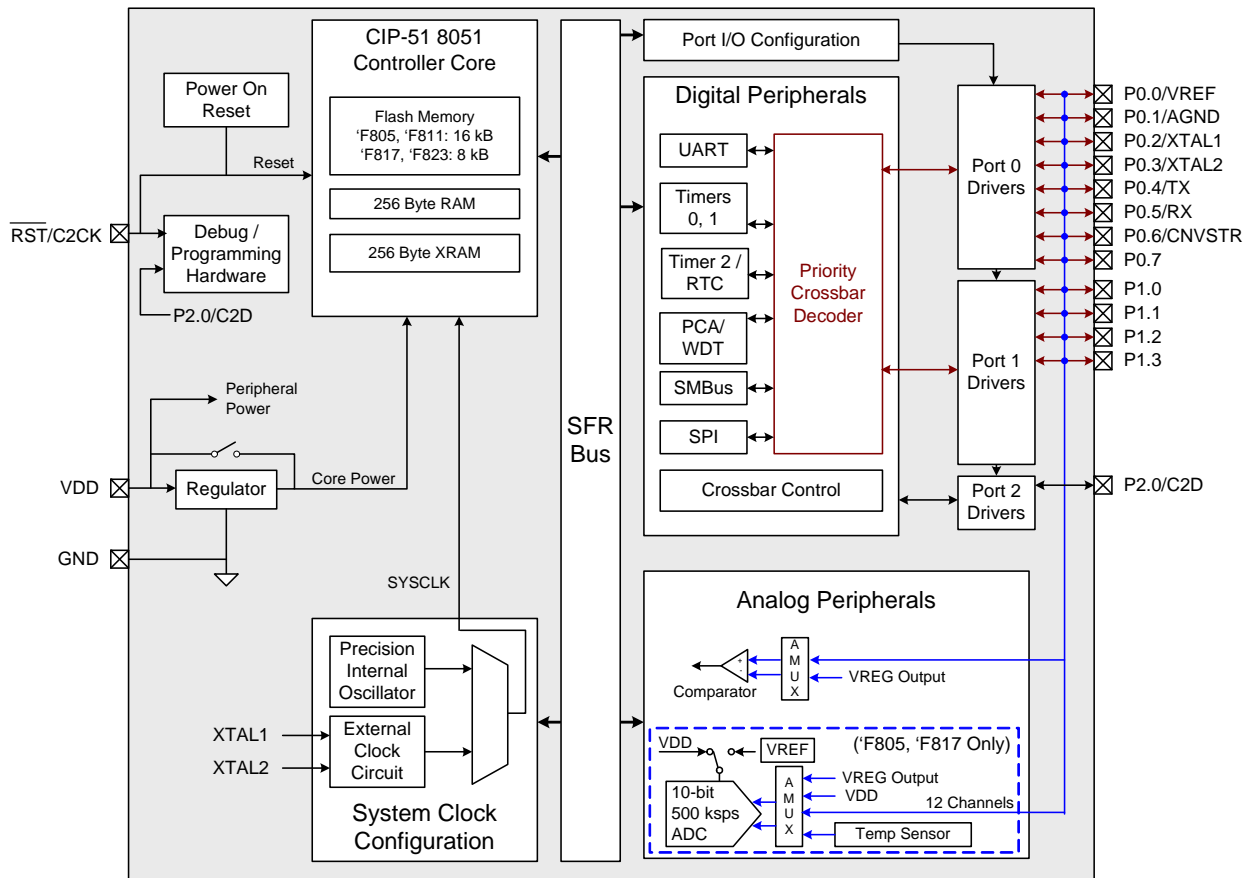 CIP-51 8051
Controller Core
Flash Memory
‘F805, ‘F811: 16 kB
‘F817, ‘F823: 8 kB
256 Byte RAM
256 Byte XRAM
Power On
Reset
Reset
RST/C2CK
Debug /
Programming
Hardware
P2.0/C2D
Peripheral
Power
VDD
Regulator
Core Power
GND
SYSCLK
Precision
Internal
Oscillator
XTAL1
XTAL2
External
Clock
Circuit
System Clock
Configuration
SFR
Bus
Port I/O Configuration
Digital Peripherals
UART
Timers
0, 1
Timer 2 /
RTC
PCA/
WDT
SMBus
SPI
Priority
Crossbar
Decoder
Crossbar Control
Port 0
Drivers
Port 1
Drivers
Port 2
Drivers
P0.0/VREF
P0.1/AGND
P0.2/XTAL1
P0.3/XTAL2
P0.4/TX
P0.5/RX
P0.6/CNVSTR
P0.7
P1.0
P1.1
P1.2
P1.3
P2.0/C2D
Analog Peripherals
+
-
Comparator
A
M
U
X
VREG Output
(‘F805, ‘F817 Only)
VDD
VREF
10-bit
500 ksps
ADC
A
M
U
X
VREG Output
VDD
12 Channels
Temp Sensor